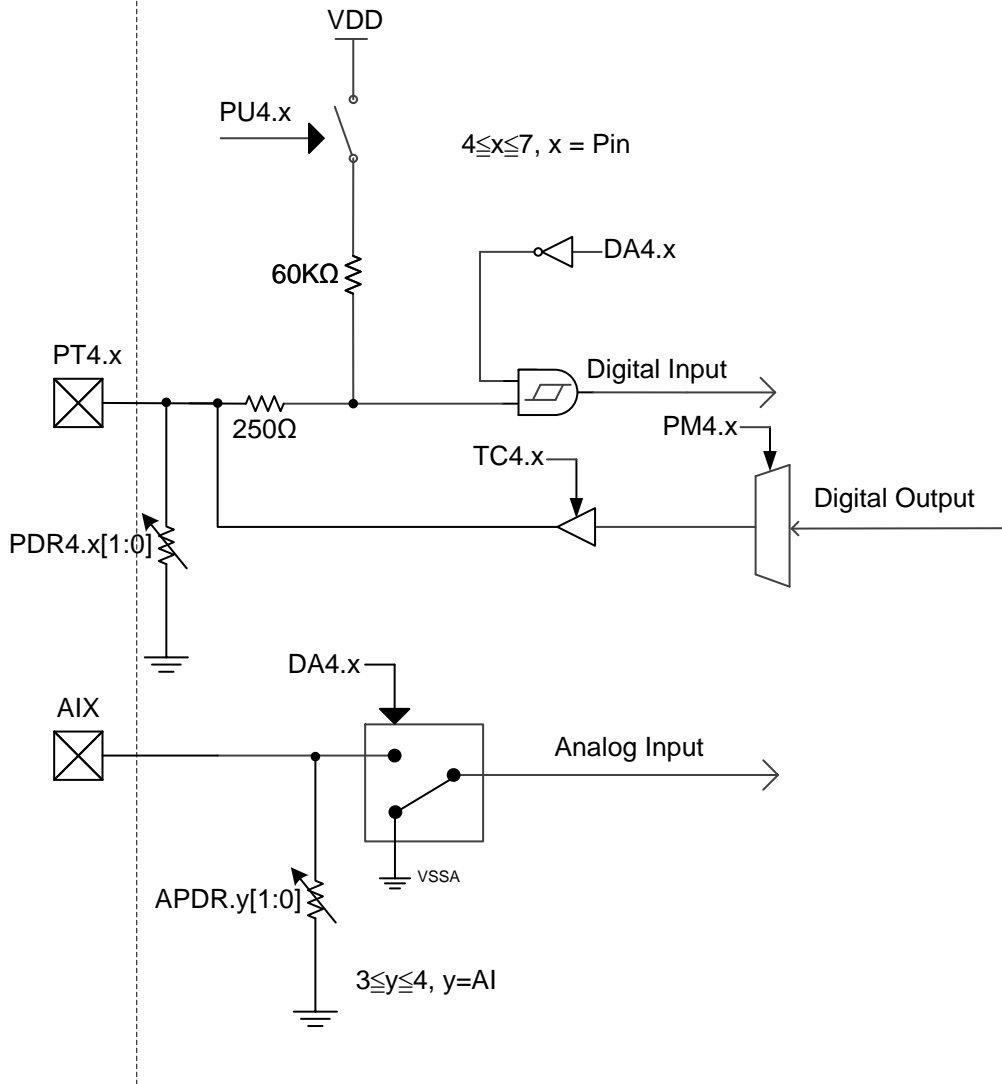 VDD
PU4.x
4≦x≦7, x = Pin
DA4.x
60KΩ
PT4.x
Digital Input
250Ω
PM4.x
TC4.x
Digital Output
PDR4.x[1:0]
DA4.x
AIX
Analog Input
VSSA
APDR.y[1:0]
3≦y≦4, y=AI